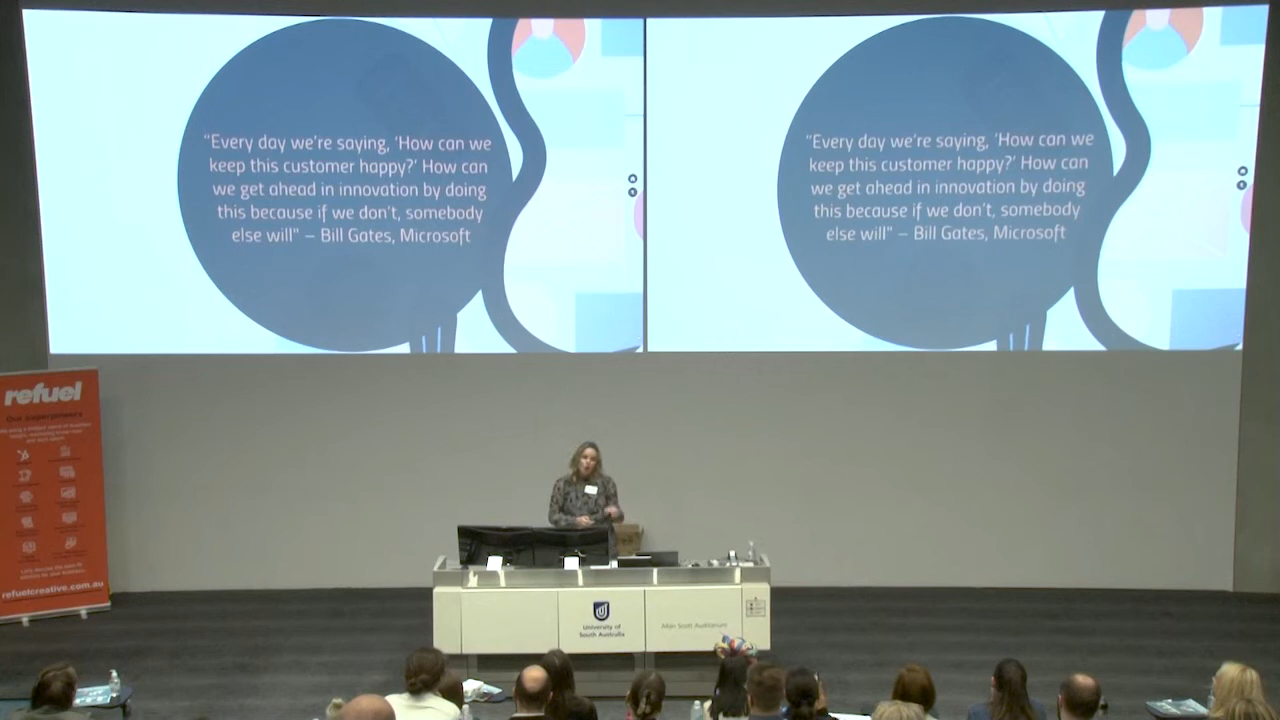 "Every day we're saying, 'How can we
keep this customer happy?' How can
we get ahead in innovation by doing
this because if we don't, somebody
else will" – Bill Gates, Microsoft
"Every day we're saying, 'How can we
keep this customer happy?' How can
we get ahead in innovation by doing
this because if we don't, somebody
else will" – Bill Gates, Microsoft
refuel
Our superpowers
refuelcreative.com.au
University of
South Australia
Allan Scott Auditorium